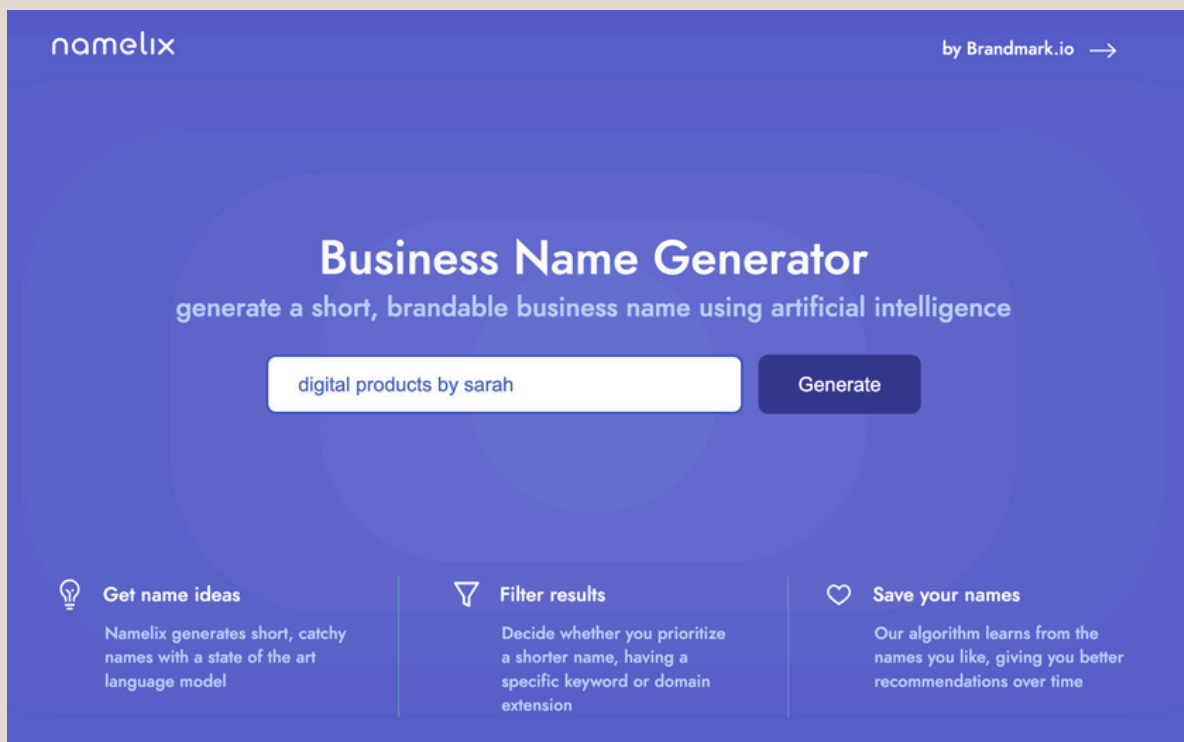 namelix
by Brandmark.io
Business Name Generator
generate a short, brandable business name using artificial intelligence
digital products by sarah
Generate
Get name ideas
Namelix generates short, catchy
names with a state of the art
language model
Filter results
Decide whether you prioritize
a shorter name, having a
specific keyword or domain
extension
Save your names
Our algorithm learns from the
names you like, giving you better
recommendations over time